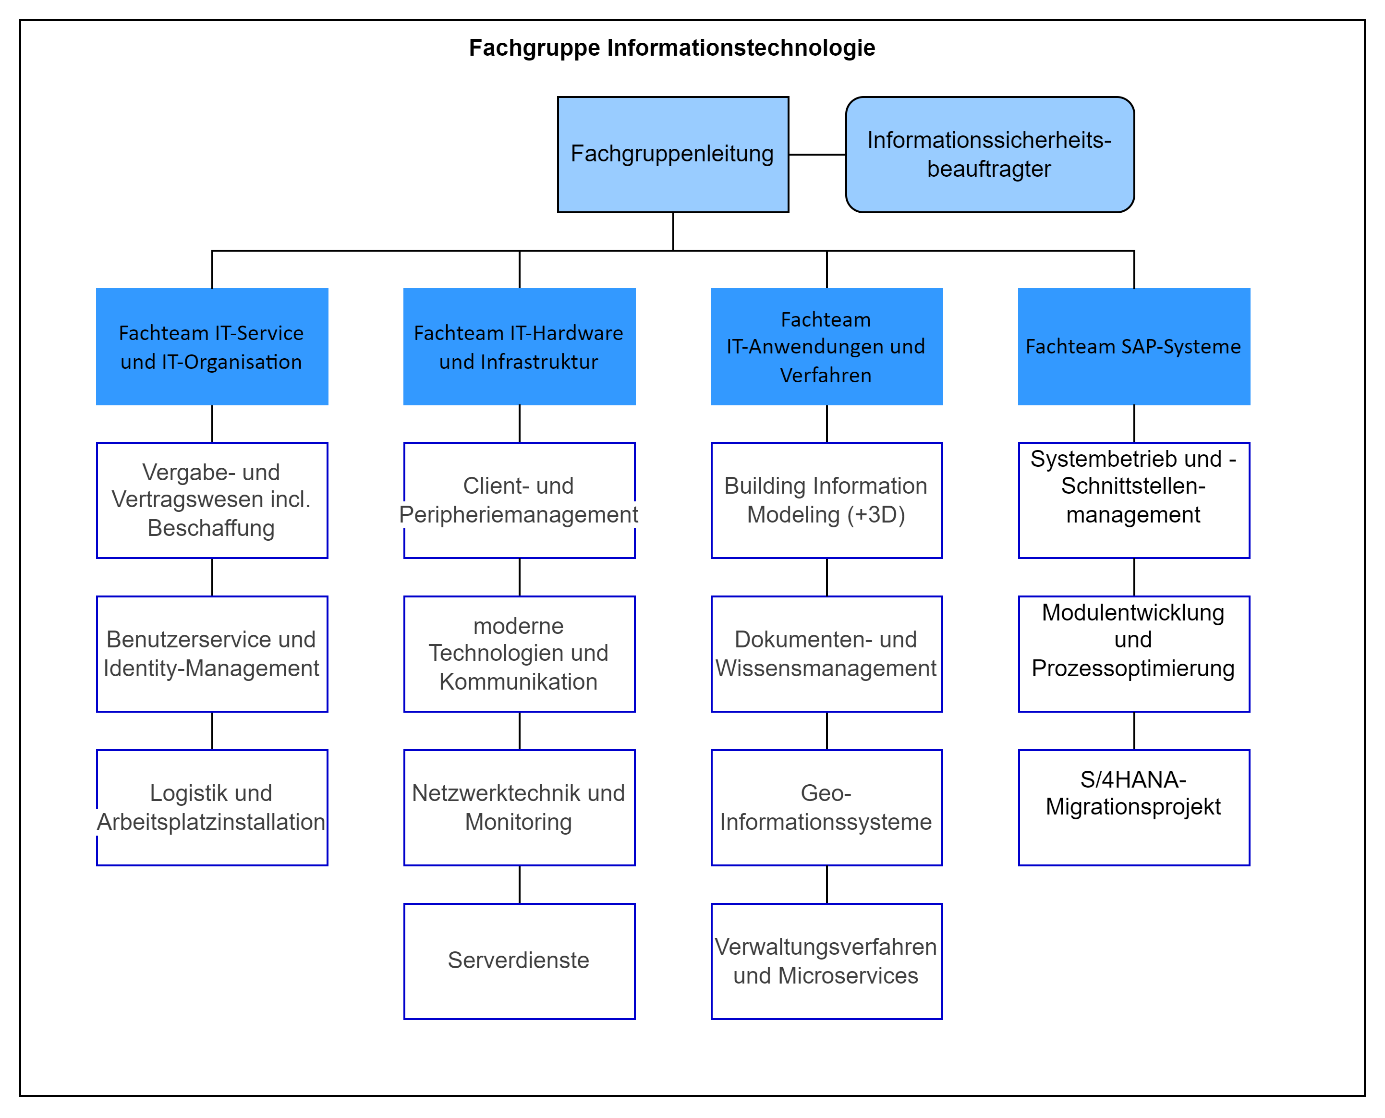 Fachgruppe Informationstechnologie
Fachgruppenleitung
Informationssicherheits-
beauftragter
Fachteam IT-Service
und IT-Organisation
Fachteam IT-Hardware
und Infrastruktur
Fachteam
IT-Anwendungen und
Verfahren
Fachteam SAP-Systeme
Vergabe- und
Vertragswesen incl.
Beschaffung
Client- und
Peripheriemanagement
Building Information
Modeling (+3D)
Systembetrieb und -
Schnittstellen-
management
Benutzerservice und
Identity-Management
moderne
Technologien und
Kommunikation
Dokumenten- und
Wissensmanagement
Modulentwicklung
und
Prozessoptimierung
Logistik und
Arbeitsplatzinstallation
Netzwerktechnik und
Monitoring
Geo-
Informationssysteme
S/4HANA-
Migrationsprojekt
Serverdienste
Verwaltungsverfahren
und Microservices